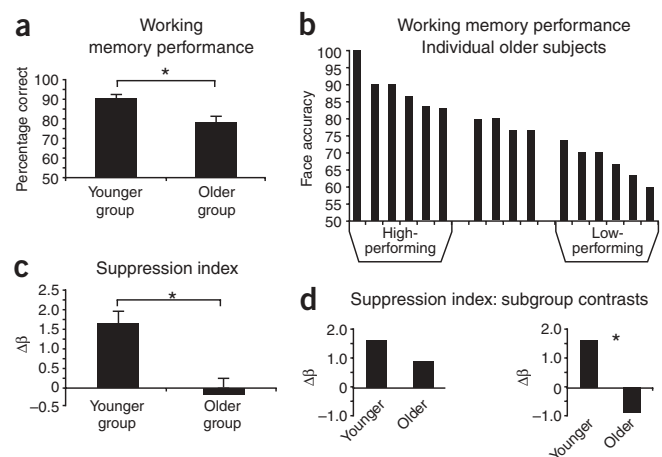 a
Working
memory performance
*
Percentage correct
100
90
80
70
60
50
Younger
group
Older
group
b
Working memory performance
Individual older subjects
Face accuracy
100
95
90
85
80
75
70
65
60
55
50
High-
performing
Low-
performing
c
Suppression index
*
Δβ
2.5
2.0
1.5
1.0
0.5
0
–0.5
Younger
group
Older
group
d
Suppression index: subgroup contrasts
Δβ
2.0
1.0
0
–1.0
Younger
Older
Δβ
2.0
1.0
0
–1.0
*
Younger
Older